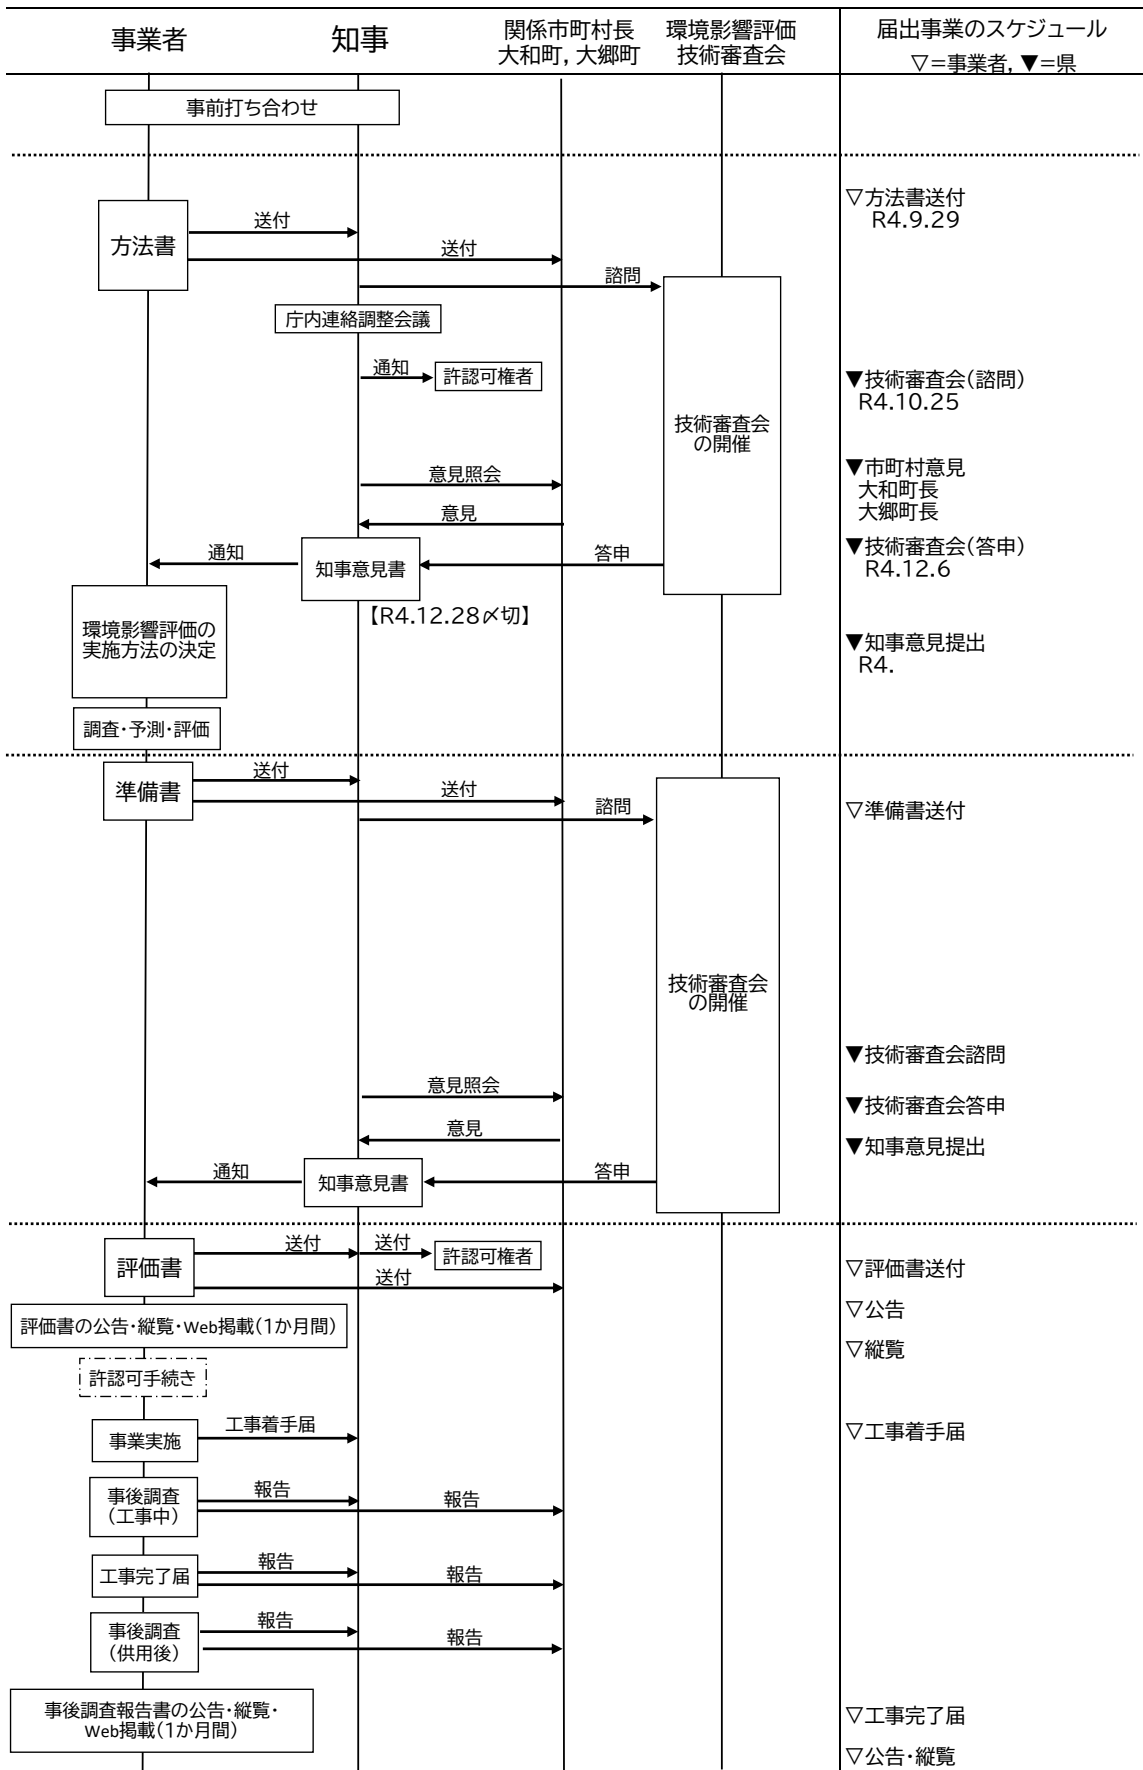 事業者
知事
関係市町村長
大和町，大郷町
環境影響評価
技術審査会
届出事業のスケジュール
▽=事業者，▼=県
事前打ち合わせ
方法書
送付
送付
諮問
▽方法書送付
R4.9.29
庁内連絡調整会議
通知
許認可権者
技術審査会
の開催
▼技術審査会（諮問）
R4.10.25
意見照会
意見
▼市町村意見
大和町長
大郷町長
通知
知事意見書
答申
▼技術審査会（答申）
R4.12.6
【R4.12.28〆切】
環境影響評価の
実施方法の決定
▼知事意見提出
R4.
調査・予測・評価
準備書
送付
送付
諮問
▽準備書送付
技術審査会
の開催
▼技術審査会諮問
意見照会
▼技術審査会答申
意見
▼知事意見提出
通知
知事意見書
答申
評価書
送付
送付
許認可権者
送付
▽評価書送付
評価書の公告・縦覧・Web掲載（1か月間）
▽公告
▽縦覧
許認可手続き
事業実施
工事着手届
▽工事着手届
事後調査
（工事中）
報告
報告
工事完了届
報告
報告
事後調査
（供用後）
報告
報告
事後調査報告書の公告・縦覧・
Web掲載（1か月間）
▽工事完了届
▽公告・縦覧